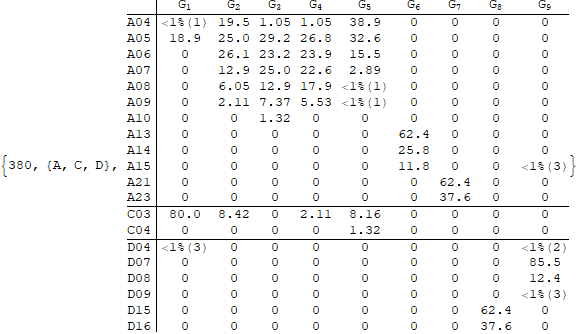 G1 G2 G3 G4 G5 G6 G7 G8 G9
A04 <1%(1) 19.5 1.05 1.05 38.9 0 0 0 0
A05 18.9 25.0 29.2 26.8 32.6 0 0 0 0
A06 0 26.1 23.2 23.9 15.5 0 0 0 0
A07 0 12.9 25.0 22.6 2.89 0 0 0 0
A08 0 6.05 12.9 17.9 <1%(1) 0 0 0 0
A09 0 2.11 7.37 5.53 <1%(1) 0 0 0 0
A10 0 0 1.32 0 0 0 0 0 0
A13 0 0 0 0 0 62.4 0 0 0
A14 0 0 0 0 0 25.8 0 0 0
{380, {A, C, D}, A15 0 0 0 0 0 11.8 0 0 <1%(3)}
A21 0 0 0 0 0 0 62.4 0 0
A23 0 0 0 0 0 0 37.6 0 0
C03 80.0 8.42 0 2.11 8.16 0 0 0 0
C04 0 0 0 0 1.32 0 0 0 0
D04 <1%(3) 0 0 0 0 0 0 0 <1%(2)
D07 0 0 0 0 0 0 0 0 85.5
D08 0 0 0 0 0 0 0 0 12.4
D09 0 0 0 0 0 0 0 0 <1%(3)
D15 0 0 0 0 0 0 0 62.4 0
D16 0 0 0 0 0 0 0 37.6 0